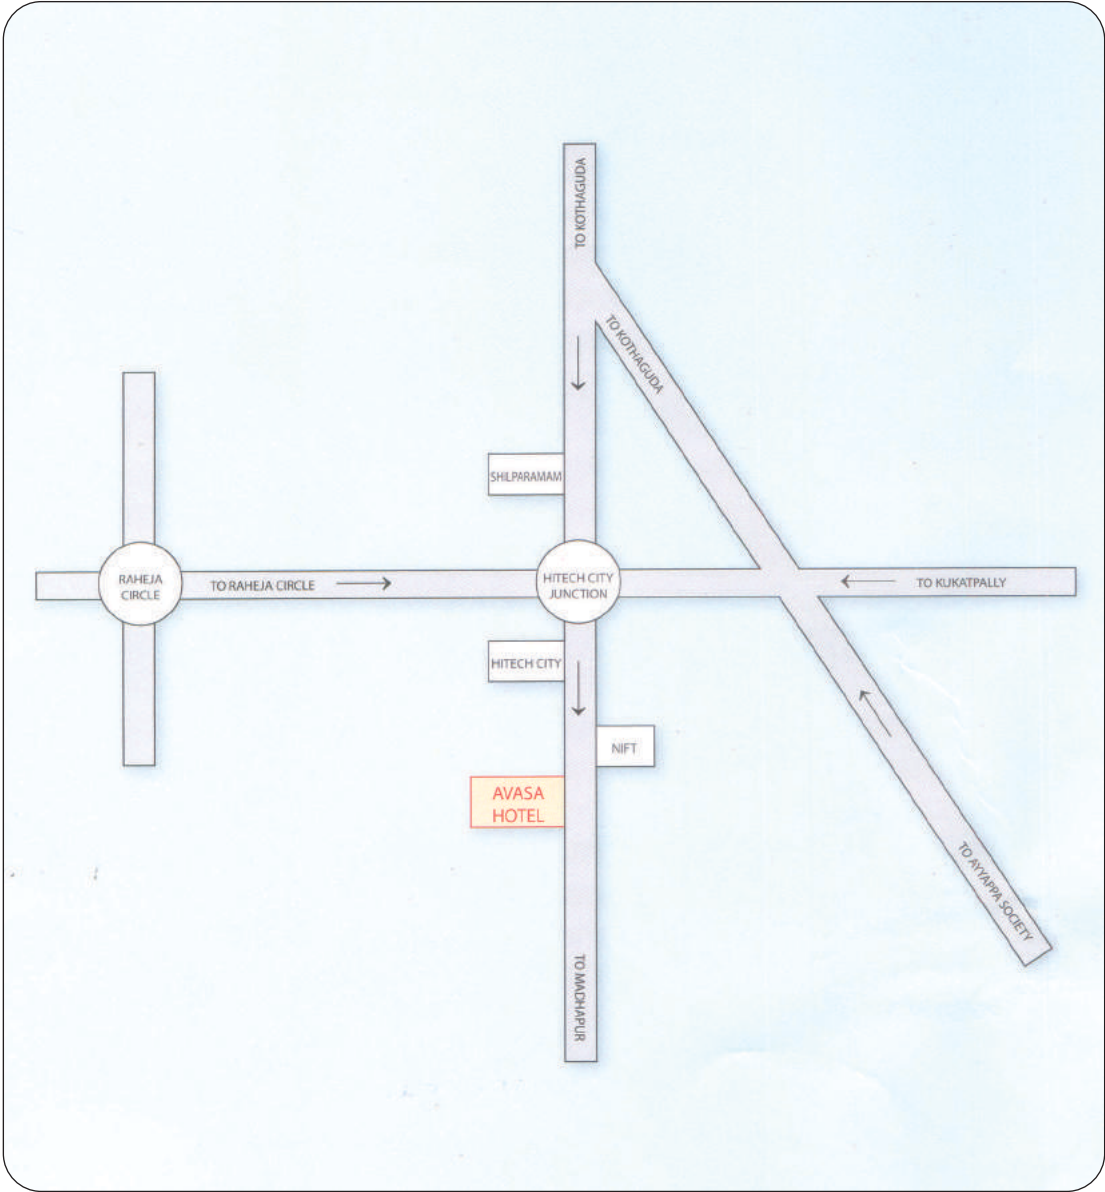 TO KOTHAGUDA
TO KOTHAGUDA
SHILPARAMAM
RAHEJA
CIRCLE
TO RAHEJA CIRCLE
HITECH CITY
JUNCTION
TO KUKATPALLY
HITECH CITY
NIFT
AVASA
HOTEL
TO AYYAPPA SOCIETY
TO MADHAPUR